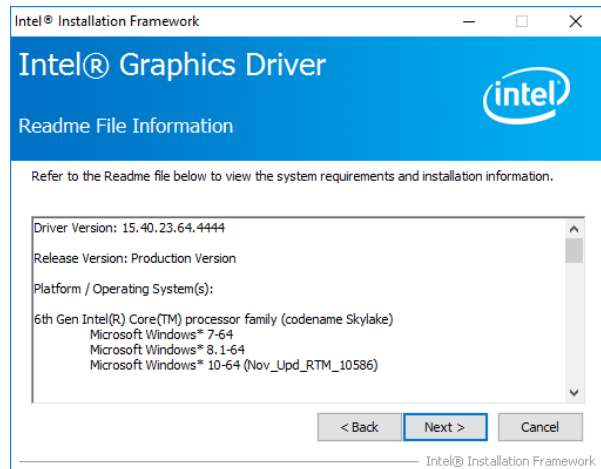 Intel® Installation Framework
Intel® Graphics Driver
intel
Readme File Information
Refer to the Readme file below to view the system requirements and installation information.
Driver Version: 15.40.23.64.4444
Release Version: Production Version
Platform / Operating System(s):
6th Gen Intel(R) Core(TM) processor family (codename Skylake)
Microsoft Windows* 7-64
Microsoft Windows* 8.1-64
Microsoft Windows* 10-64 (Nov_Upd_RTM_10586)
< Back Next > Cancel
Intel® Installation Framework